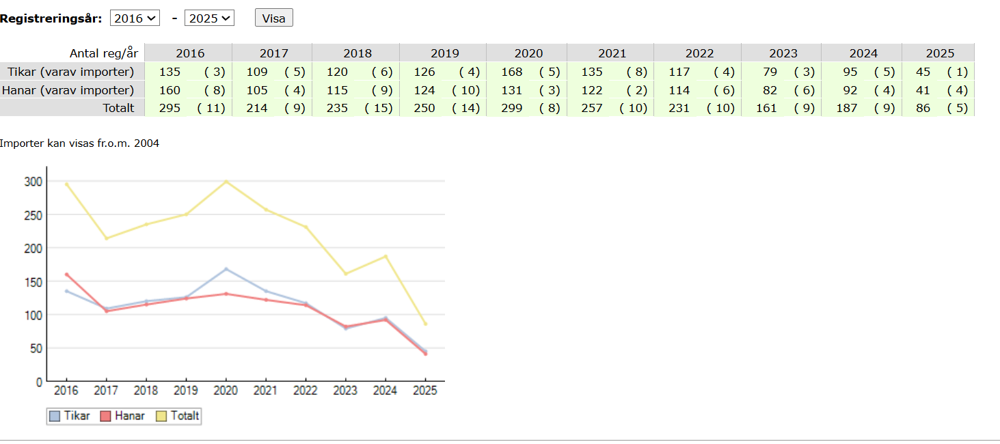 Registreringsår: 2016 - 2025 Visa
Antal reg/år 2016 2017 2018 2019 2020 2021 2022 2023 2024 2025
Tikar (varav importer) 135 ( 3) 109 ( 5) 120 ( 6) 126 ( 4) 168 ( 5) 135 ( 8) 117 ( 4) 79 ( 3) 95 ( 5) 45 ( 1)
Hanar (varav importer) 160 ( 8) 105 ( 4) 115 ( 9) 124 ( 10) 131 ( 3) 122 ( 2) 114 ( 6) 82 ( 6) 92 ( 4) 41 ( 4)
Totalt 295 ( 11) 214 ( 9) 235 ( 15) 250 ( 14) 299 ( 8) 257 ( 10) 231 ( 10) 161 ( 9) 187 ( 9) 86 ( 5)
Importer kan visas fr.o.m. 2004
300
250
200
150
100
50
0
2016 2017 2018 2019 2020 2021 2022 2023 2024 2025
Tikar Hanar Totalt